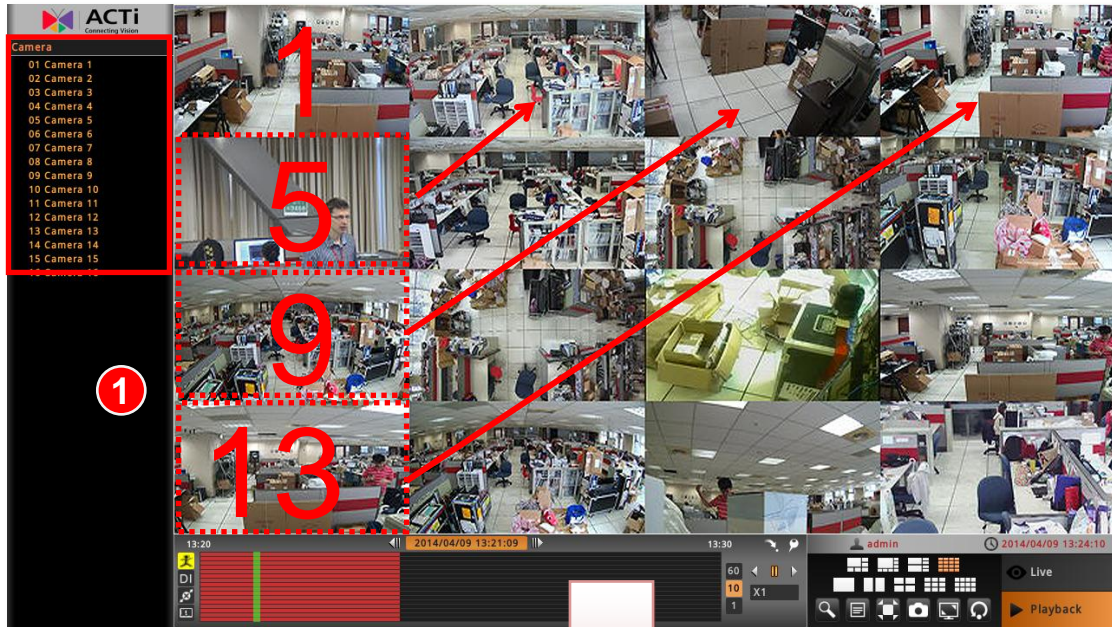 ACTi
Connecting Vision
Camera
01 Camera 1
02 Camera 2
03 Camera 3
04 Camera 4
05 Camera 5
06 Camera 6
07 Camera 7
08 Camera 8
09 Camera 9
10 Camera 10
11 Camera 11
12 Camera 12
13 Camera 13
14 Camera 14
15 Camera 15
16 Camera 16
1
5
9
13
1
13:20
2014/04/09 13:21:09
13:30
DI
60
10
1
X1
admin
2014/04/09 13:24:10
Live
Playback